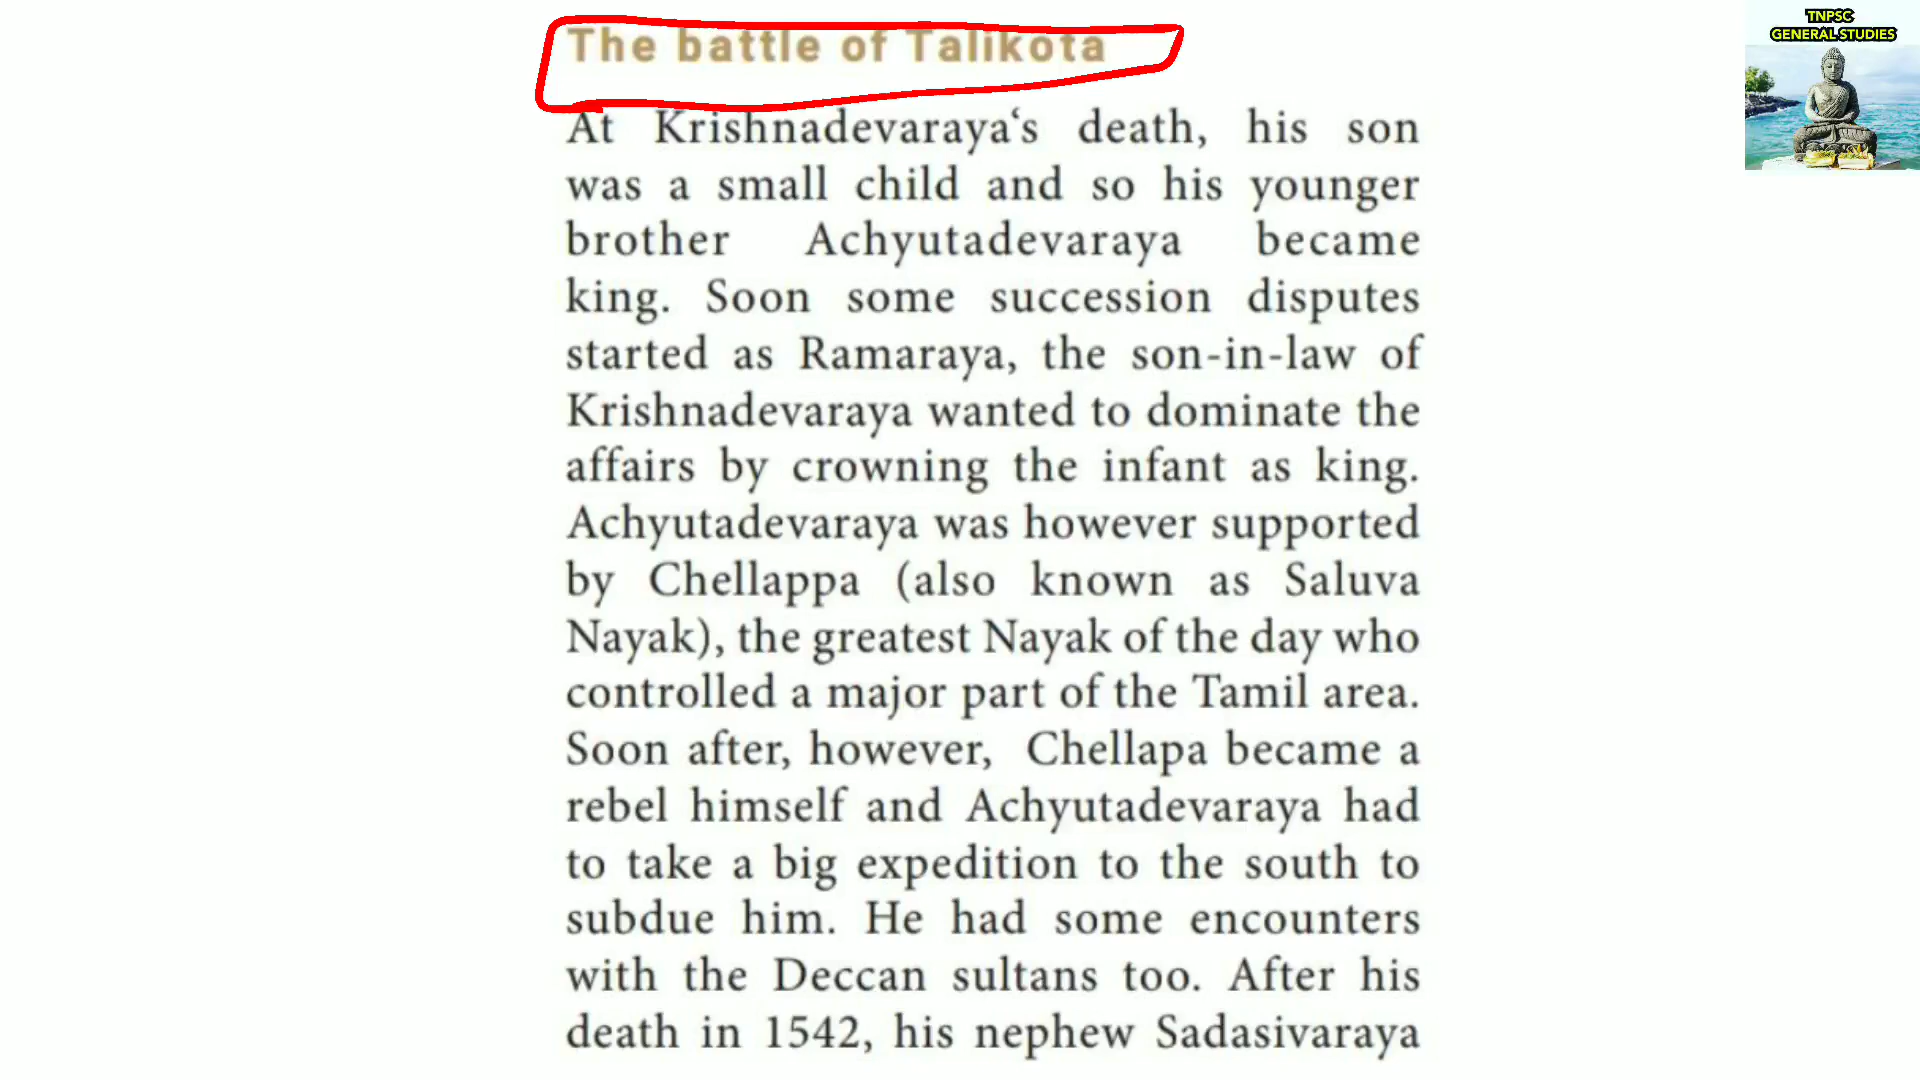 The battle of Talikota
At Krishnadevaraya‘s death, his son
was a small child and so his younger
brother Achyutadevaraya became
king. Soon some succession disputes
started as Ramaraya, the son-in-law of
Krishnadevaraya wanted to dominate the
affairs by crowning the infant as king.
Achyutadevaraya was however supported
by Chellappa (also known as Saluva
Nayak), the greatest Nayak of the day who
controlled a major part of the Tamil area.
Soon after, however, Chellapa became a
rebel himself and Achyutadevaraya had
to take a big expedition to the south to
subdue him. He had some encounters
with the Deccan sultans too. After his
death in 1542, his nephew Sadasivaraya
TNPSC
GENERAL STUDIES